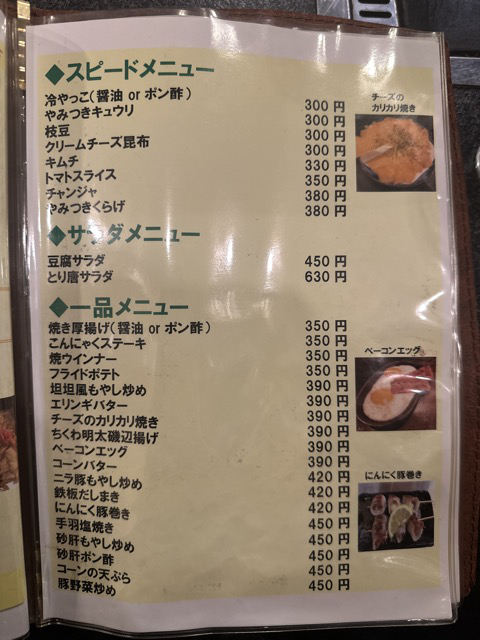 ◆スピードメニュー
冷やっこ（醤油 or ポン酢） 300円
やみつきキュウリ 300円
枝豆 300円
クリームチーズ昆布 300円
キムチ 330円
トマトスライス 350円
チャンジャ 380円
やみつきくらげ 380円
◆サラダメニュー
豆腐サラダ 450円
とり唐サラダ 630円
◆一品メニュー
焼き厚揚げ（醤油 or ポン酢） 350円
こんにゃくステーキ 350円
焼ウインナー 350円
フライドポテト 350円
坦坦風もやし炒め 390円
エリンギバター 390円
チーズのカリカリ焼き 390円
ちくわ明太磯辺揚げ 390円
ベーコンエッグ 390円
コーンバター 390円
ニラ豚もやし炒め 420円
鉄板だしまき 420円
にんにく豚巻き 420円
手羽塩焼き 450円
砂肝もやし炒め 450円
砂肝ポン酢 450円
コーンの天ぷら 450円
豚野菜炒め 450円
チーズの
カリカリ焼き
ベーコンエッグ
にんにく豚巻き